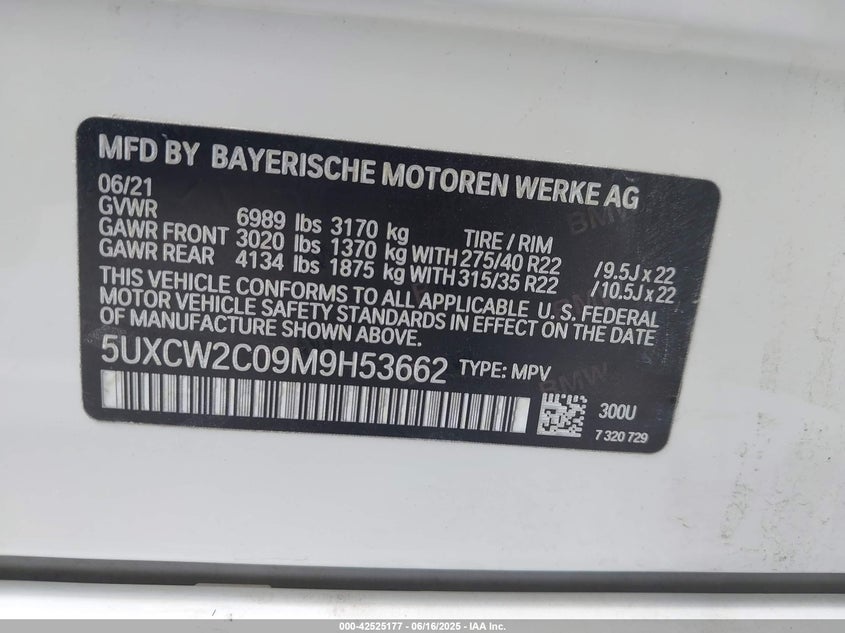 MFD BY BAYERISCHE MOTOREN WERKE AG
06/21
GVWR 6989 lbs 3170 kg TIRE / RIM
GAWR FRONT 3020 lbs 1370 kg WITH 275/40 R22 /9.5J x 22
GAWR REAR 4134 lbs 1875 kg WITH 315/35 R22 /10.5J x 22
THIS VEHICLE CONFORMS TO ALL APPLICABLE U. S. FEDERAL
MOTOR VEHICLE SAFETY STANDARDS IN EFFECT ON THE DATE
OF MANUFACTURE SHOWN ABOVE.
5UXCW2C09M9H53662 TYPE: MPV
300U
7 320 729
BMW
BMW
000-42525177 - 06/16/2025 - IAA Inc.